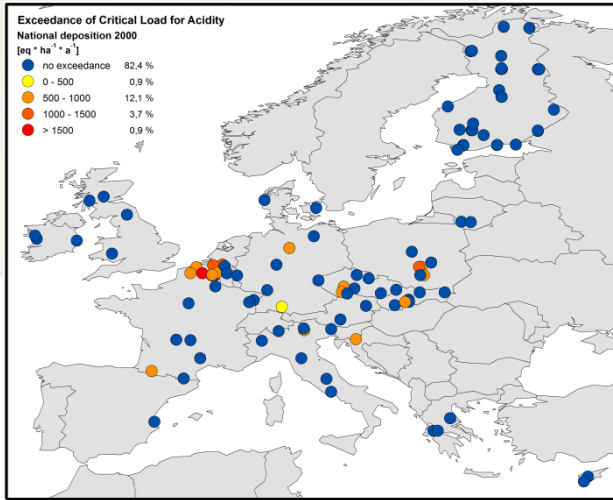 Exceedance of Critical Load for Acidity
National deposition 2000
[eq * ha⁻¹ * a⁻¹]
no exceedance 82,4 %
0 - 500 0,9 %
500 - 1000 12,1 %
1000 - 1500 3,7 %
> 1500 0,9 %